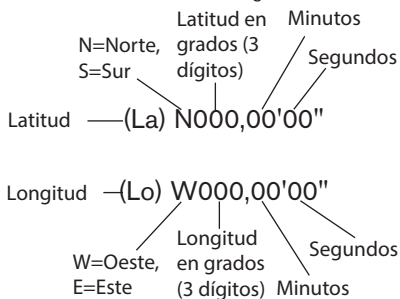 Latitud en grados (3 dígitos)
Minutos
N=Norte,
S=Sur
Segundos
Latitud
(La) N000,00'00"
Longitud
(Lo) W000,00'00"
W=Oeste,
E=Este
Longitud en grados (3 dígitos)
Minutos
Segundos